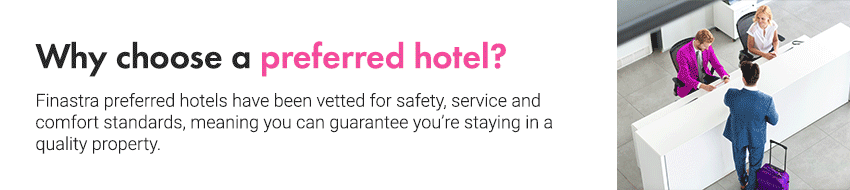 Why choose a preferred hotel?
Finastra preferred hotels have been vetted for safety, service and
comfort standards, meaning you can guarantee you’re staying in a
quality property.